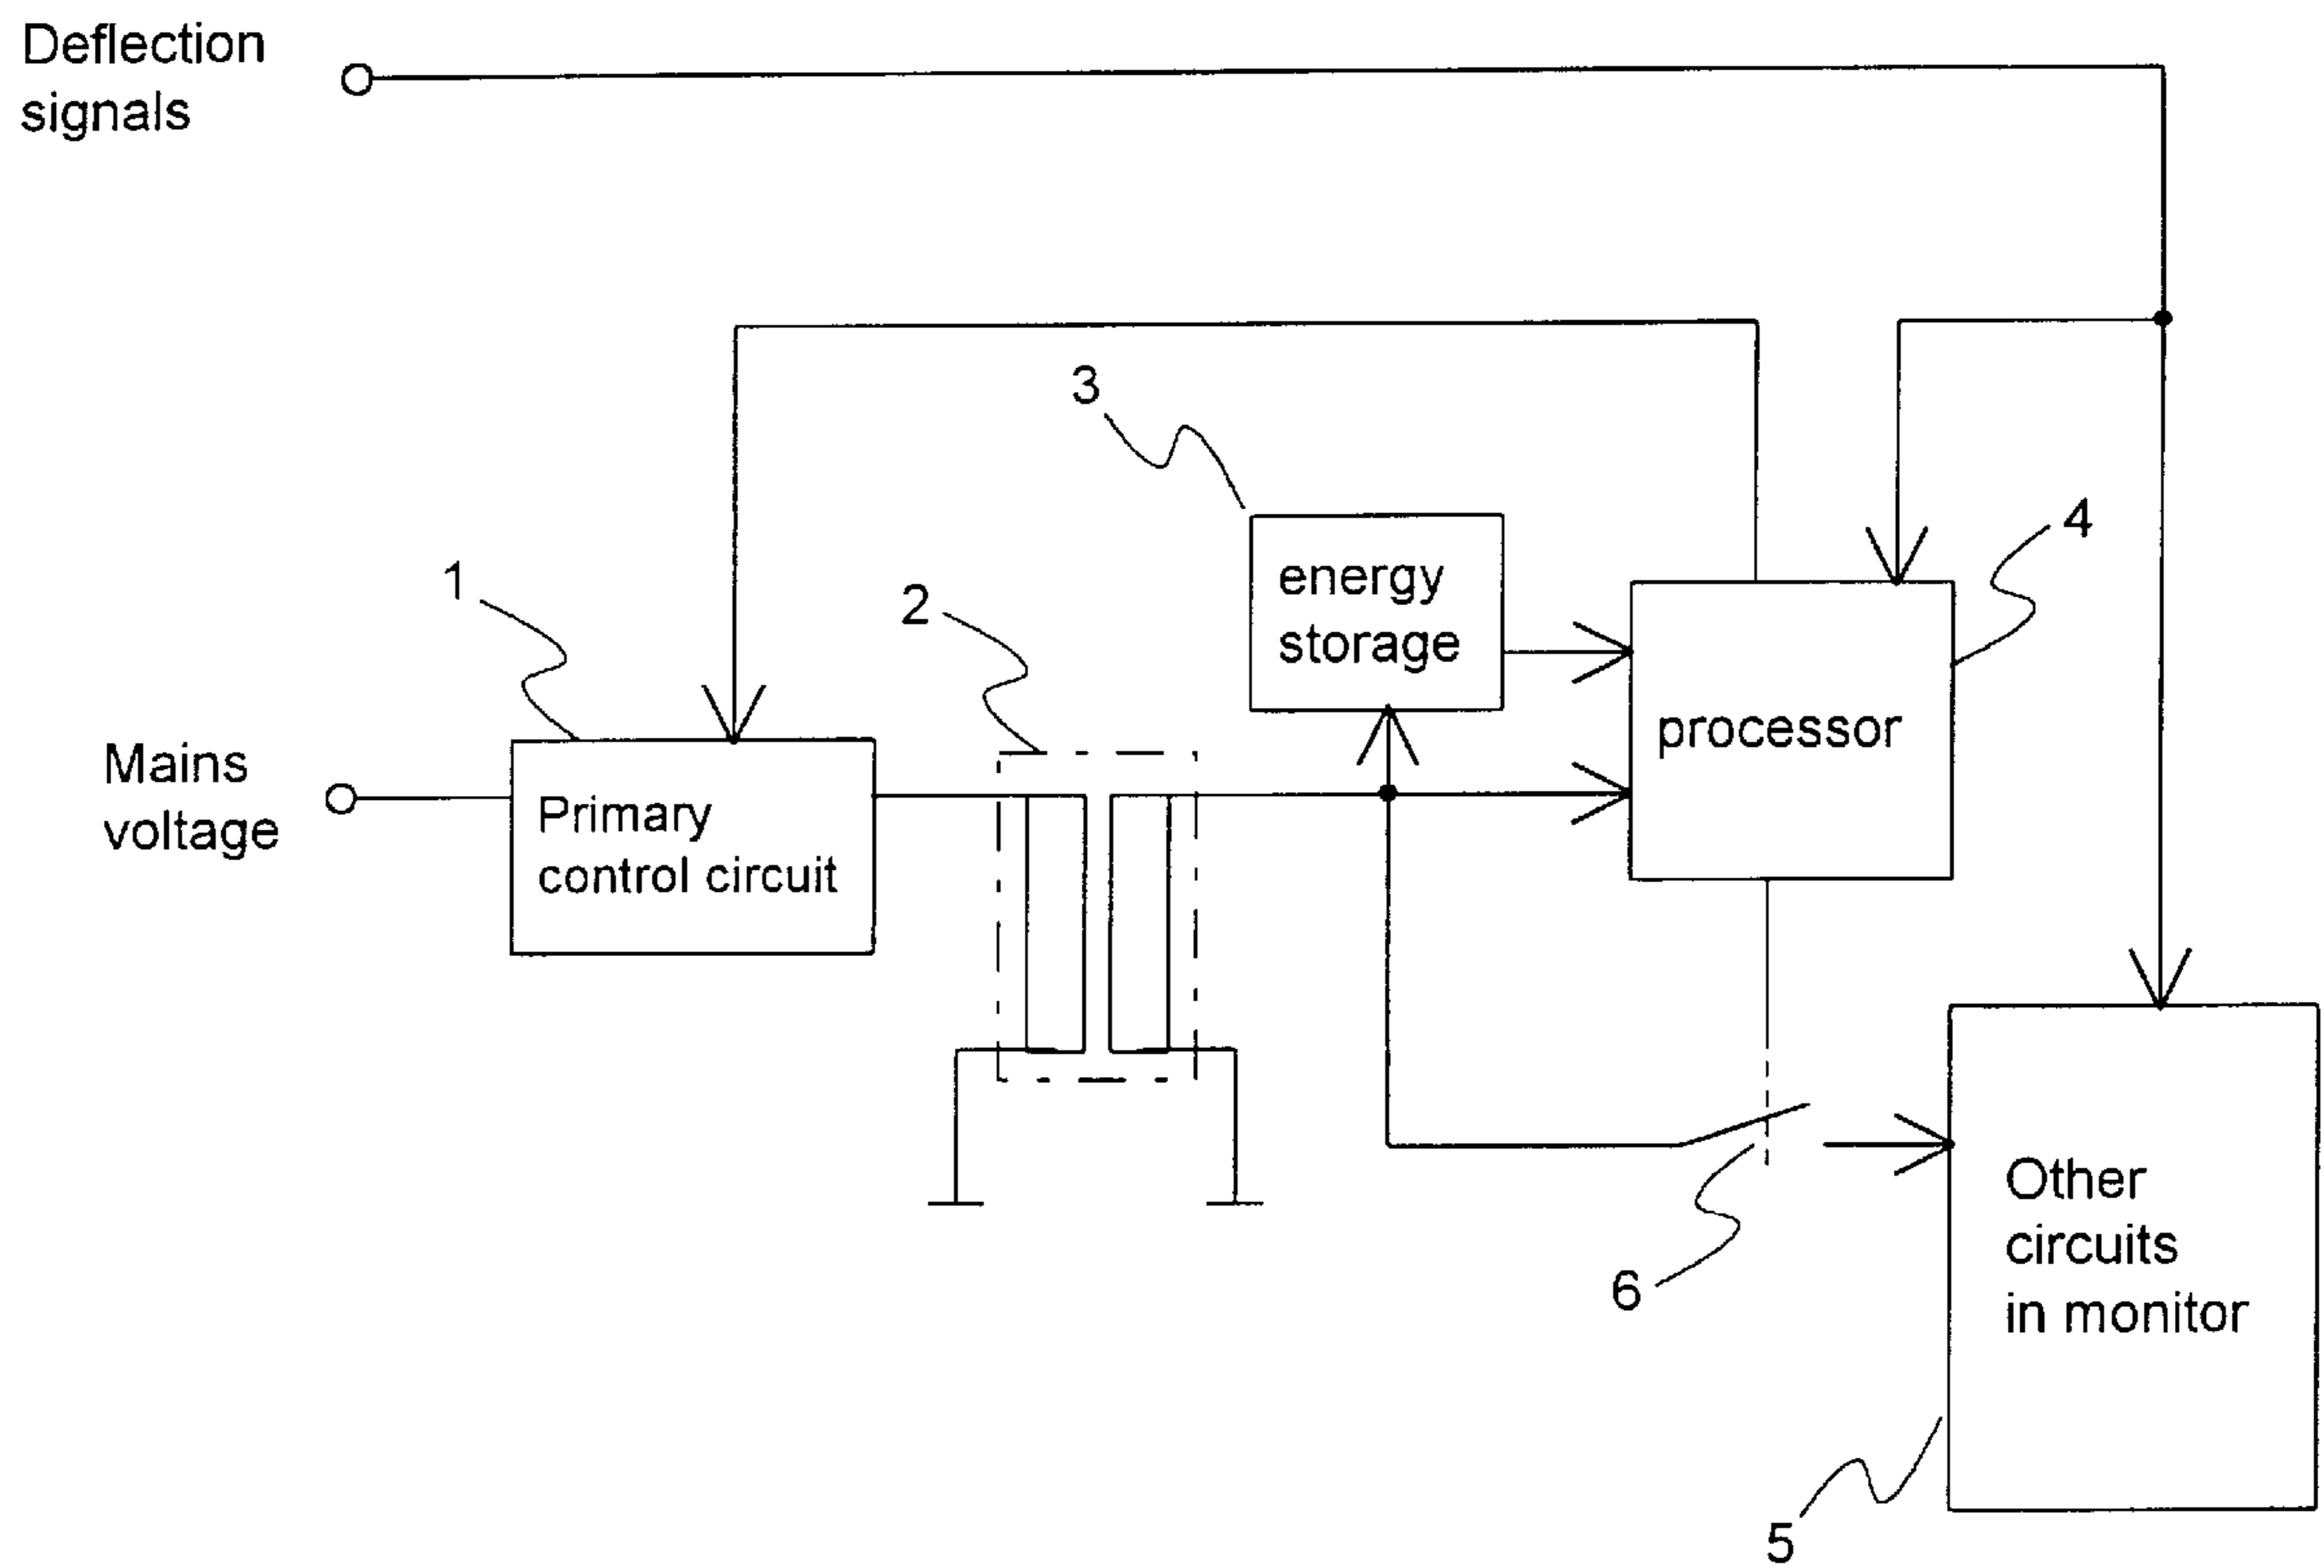 Deflection
signals
3
4
1
2
energy
storage
processor
Mains
voltage
Primary
control circuit
Other
circuits
in monitor
6
5